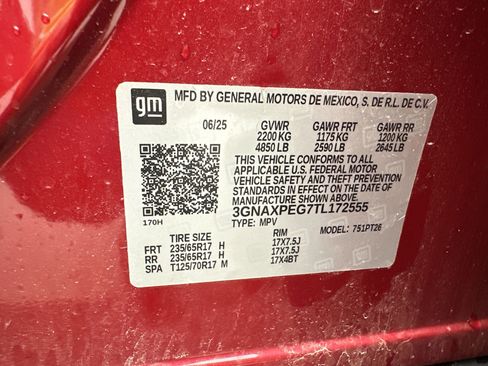 gm
MFD BY GENERAL MOTORS DE MEXICO, S. DE R.L. DE C.V.
06/25 GVWR GAWR FRT GAWR RR
2200 KG 1175 KG 1200 KG
4850 LB 2590 LB 2645 LB
THIS VEHICLE CONFORMS TO ALL
APPLICABLE U.S. FEDERAL MOTOR
VEHICLE SAFETY AND THEFT PREVENTION
STANDARDS IN EFFECT ON THE DATE OF
MANUFACTURE SHOWN ABOVE.
3GNAXPEG7TL172555
170H TYPE: MPV MODEL: 751PT26
TIRE SIZE RIM
FRT 235/65R17 H 17X7.5J
RR 235/65R17 H 17X7.5J
SPA T125/70R17 M 17X4BT